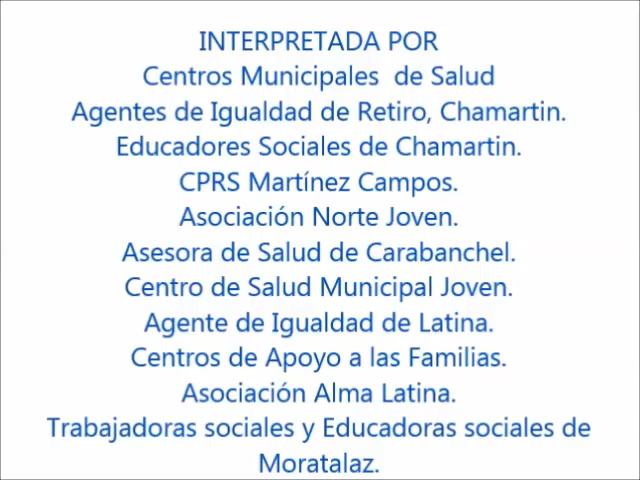 INTERPRETADA POR
Centros Municipales  de Salud
Agentes de Igualdad de Retiro, Chamartin.
Educadores Sociales de Chamartin.
CPRS Martínez Campos.
Asociación Norte Joven.
Asesora de Salud de Carabanchel.
Centro de Salud Municipal Joven.
Agente de Igualdad de Latina.
Centros de Apoyo a las Familias.
Asociación Alma Latina.
Trabajadoras sociales y Educadoras sociales de
Moratalaz.